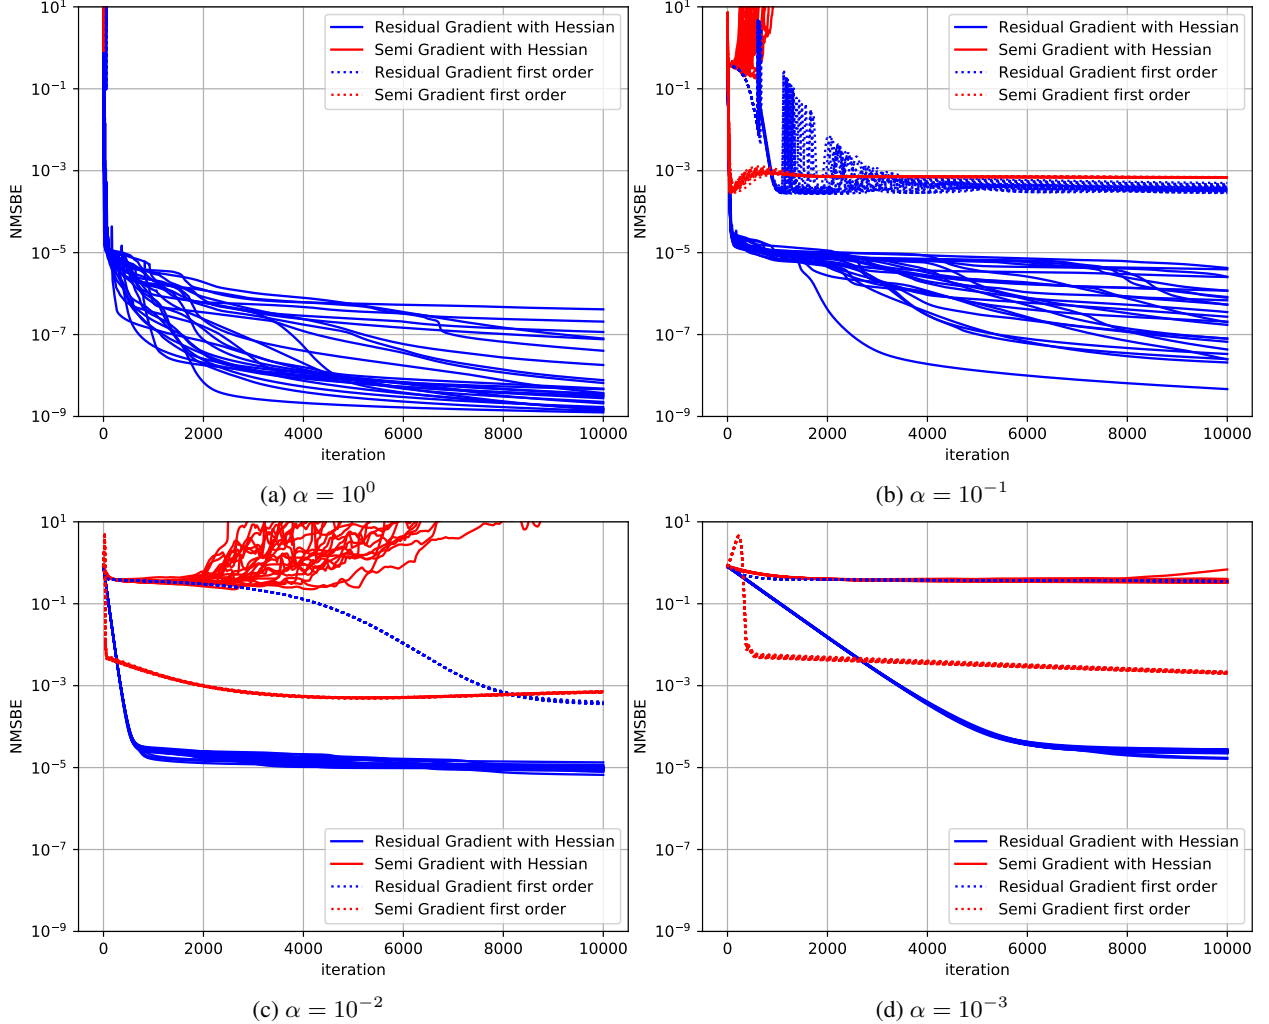 10^1
10^{-1}
10^{-3}
10^{-5}
10^{-7}
10^{-9}
NMSBE
0 2000 4000 6000 8000 10000
iteration
Residual Gradient with Hessian
Semi Gradient with Hessian
Residual Gradient first order
Semi Gradient first order
(a) α = 10^0
10^1
10^{-1}
10^{-3}
10^{-5}
10^{-7}
10^{-9}
NMSBE
0 2000 4000 6000 8000 10000
iteration
Residual Gradient with Hessian
Semi Gradient with Hessian
Residual Gradient first order
Semi Gradient first order
(b) α = 10^{-1}
10^1
10^{-1}
10^{-3}
10^{-5}
10^{-7}
10^{-9}
NMSBE
0 2000 4000 6000 8000 10000
iteration
Residual Gradient with Hessian
Semi Gradient with Hessian
Residual Gradient first order
Semi Gradient first order
(c) α = 10^{-2}
10^1
10^{-1}
10^{-3}
10^{-5}
10^{-7}
10^{-9}
NMSBE
0 2000 4000 6000 8000 10000
iteration
Residual Gradient with Hessian
Semi Gradient with Hessian
Residual Gradient first order
Semi Gradient first order
(d) α = 10^{-3}